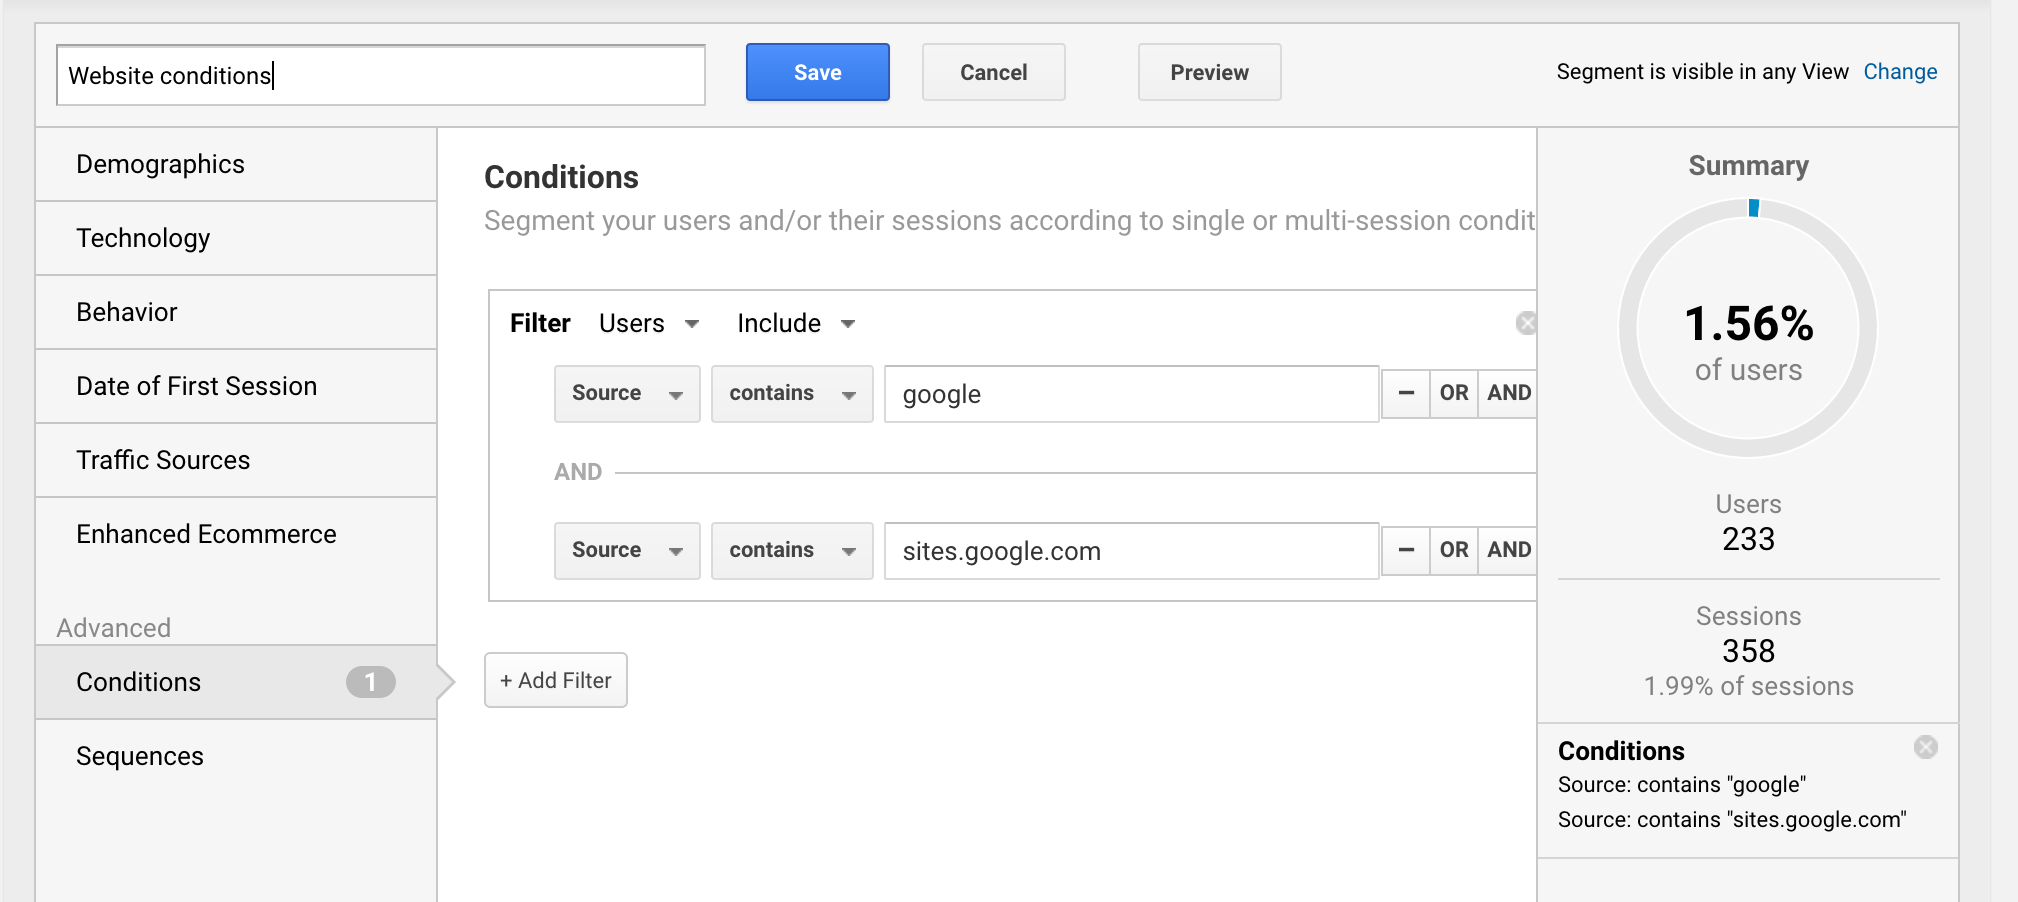 Website conditions
Save
Cancel
Preview
Segment is visible in any View Change
Demographics
Technology
Behavior
Date of First Session
Traffic Sources
Enhanced Ecommerce
Advanced
Conditions 1
Sequences
Conditions
Segment your users and/or their sessions according to single or multi-session condit
Filter Users Include
Source contains google − OR AND
AND
Source contains sites.google.com − OR AND
+ Add Filter
Summary
1.56%
of users
Users
233
Sessions
358
1.99% of sessions
Conditions
Source: contains "google"
Source: contains "sites.google.com"